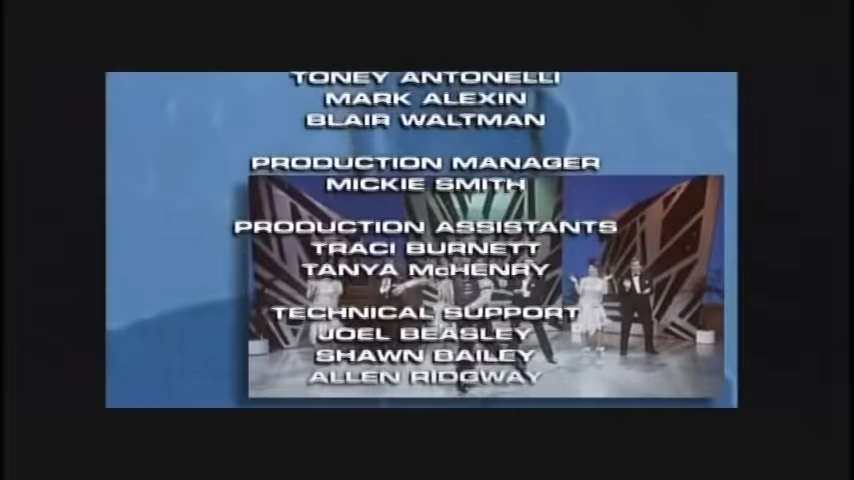 TONEY ANTONELLI
MARK ALEXIN
BLAIR WALTMAN
PRODUCTION MANAGER
MICKIE SMITH
PRODUCTION ASSISTANTS
TRACI BURNETT
TANYA McHENRY
TECHNICAL SUPPORT
JOEL BEASLEY
SHAWN BAILEY
ALLEN RIDGWAY